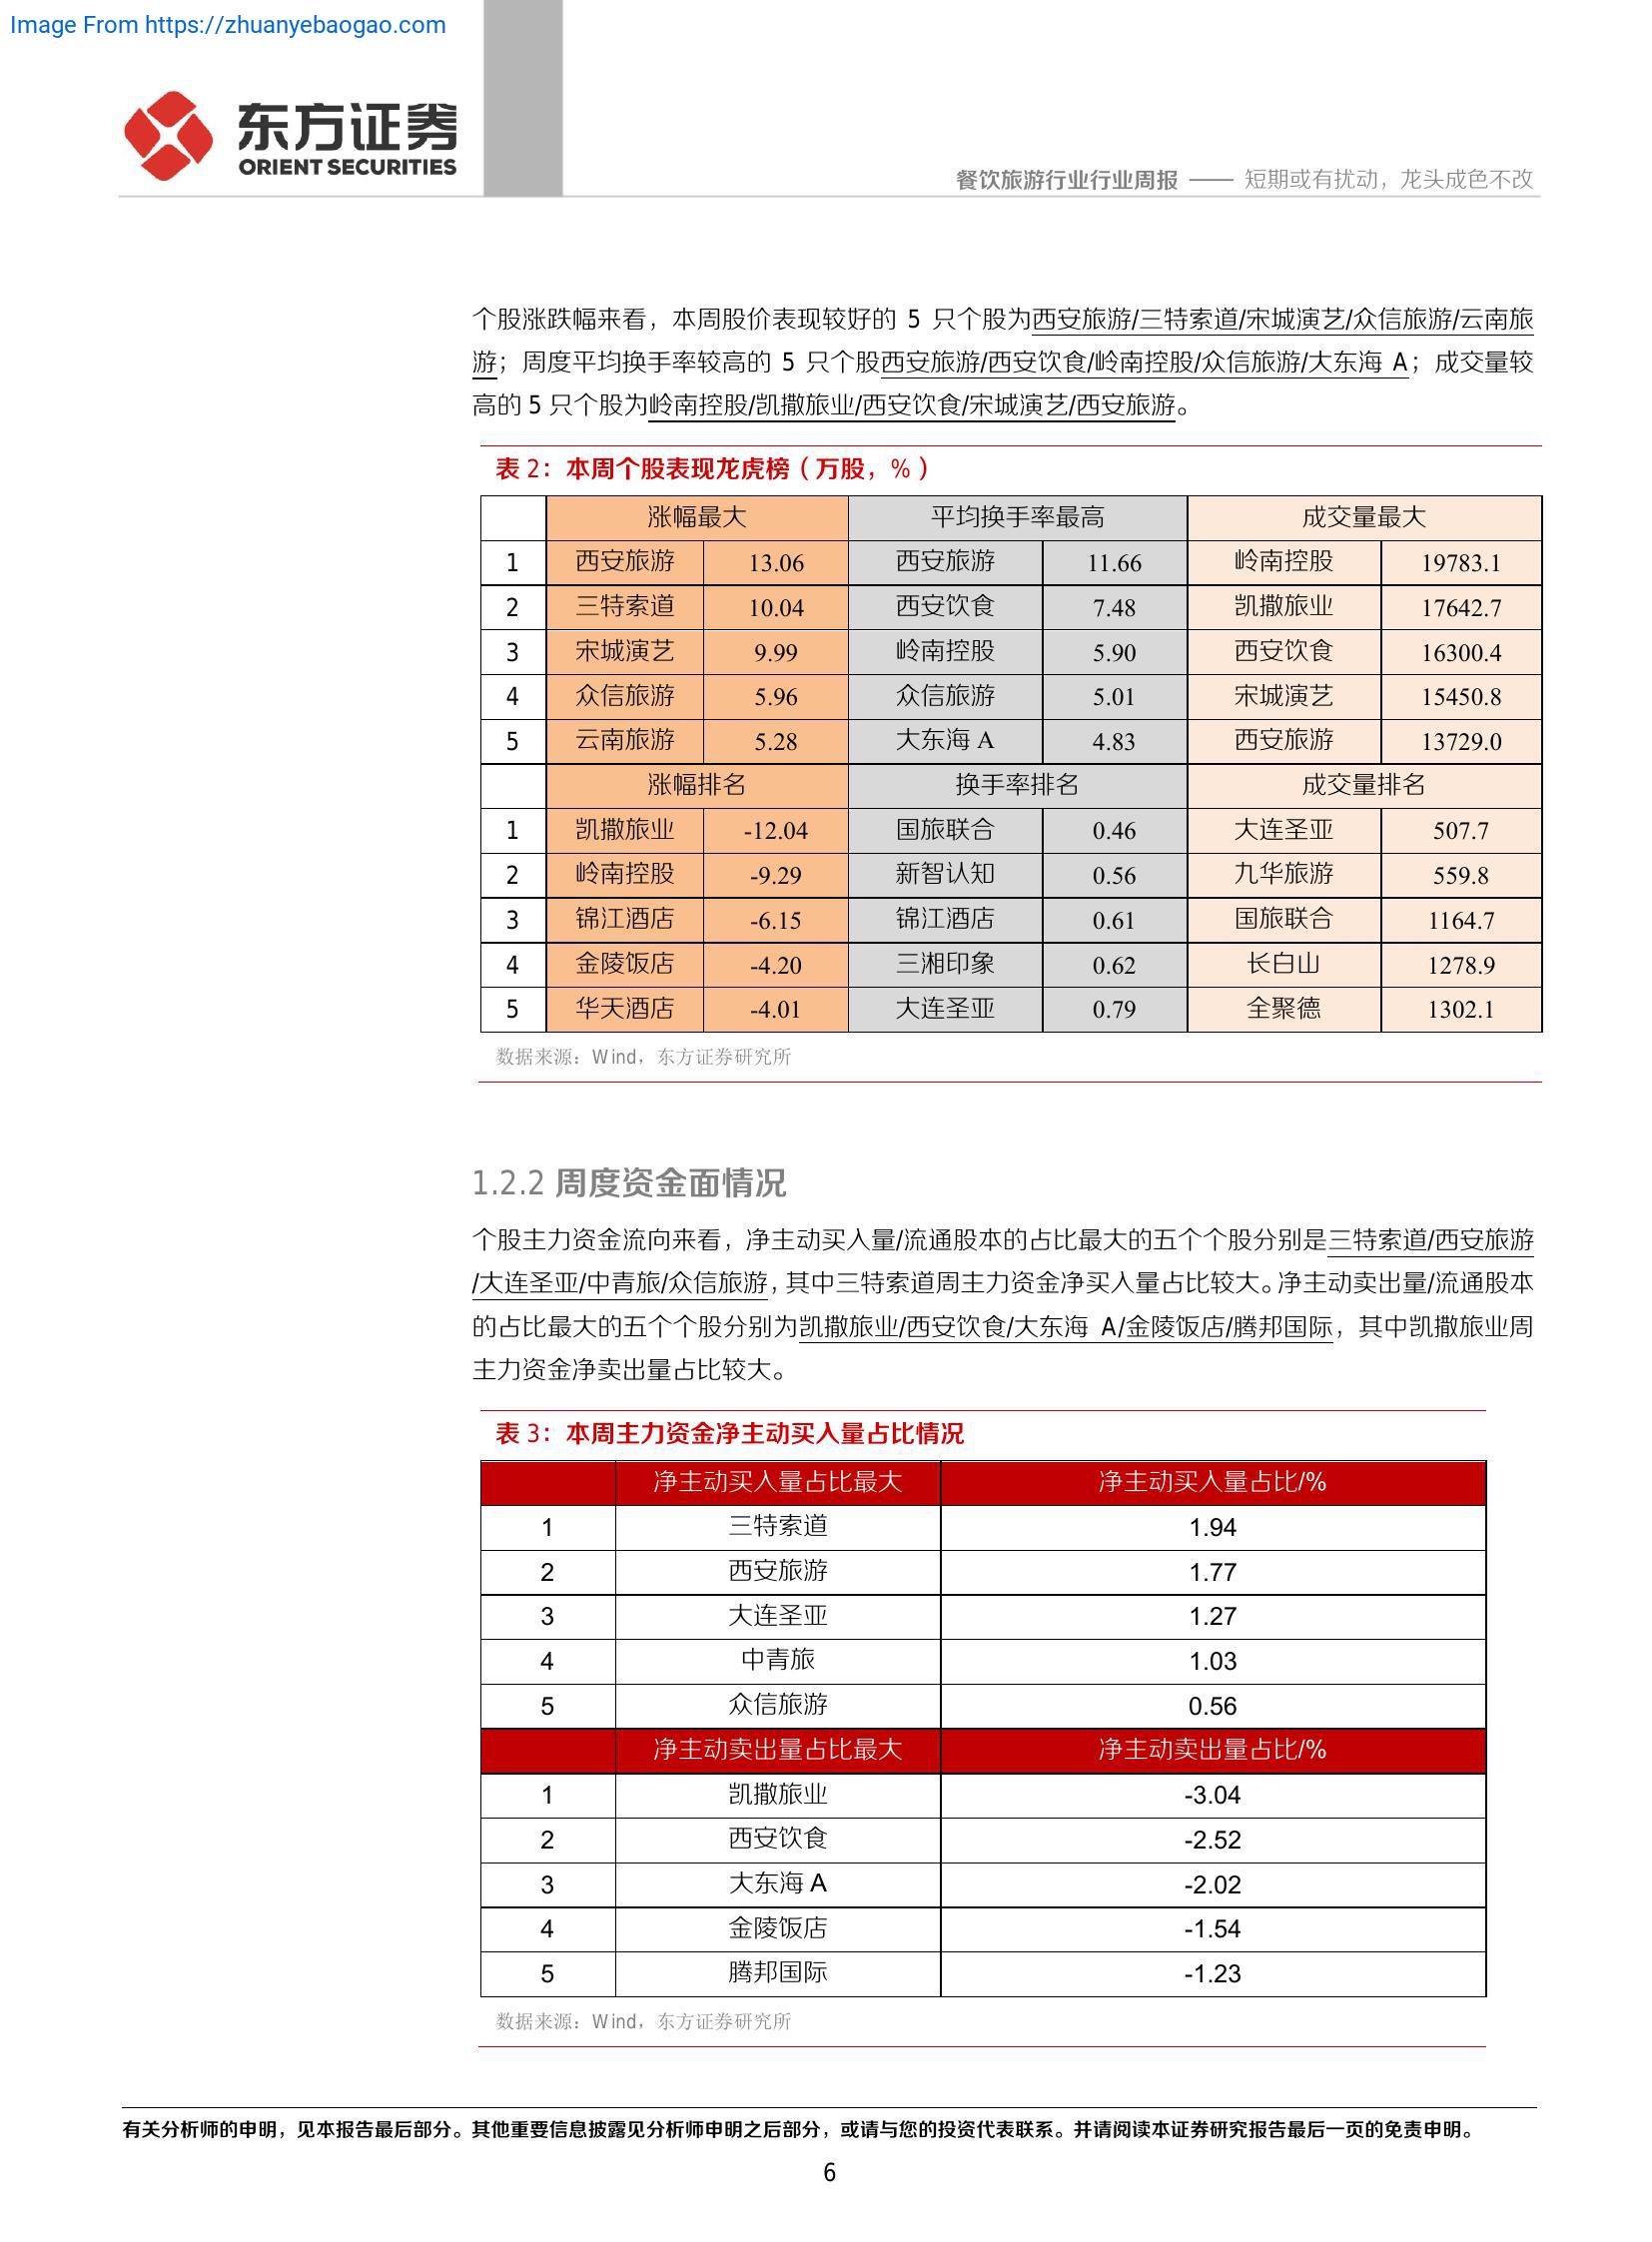 Image From https://zhuanyebaogao.com
东方证券
ORIENT SECURITIES
餐饮旅游行业行业周报 —— 短期或有扰动，龙头成色不改
个股涨跌幅来看，本周股价表现较好的 5 只个股为西安旅游/三特索道/宋城演艺/众信旅游/云南旅
游；周度平均换手率较高的 5 只个股西安旅游/西安饮食/岭南控股/众信旅游/大东海 A；成交量较
高的 5 只个股为岭南控股/凯撒旅业/西安饮食/宋城演艺/西安旅游。
表 2：本周个股表现龙虎榜（万股，%）
涨幅最大 平均换手率最高 成交量最大
1 西安旅游 13.06 西安旅游 11.66 岭南控股 19783.1
2 三特索道 10.04 西安饮食 7.48 凯撒旅业 17642.7
3 宋城演艺 9.99 岭南控股 5.90 西安饮食 16300.4
4 众信旅游 5.96 众信旅游 5.01 宋城演艺 15450.8
5 云南旅游 5.28 大东海 A 4.83 西安旅游 13729.0
涨幅排名 换手率排名 成交量排名
1 凯撒旅业 -12.04 国旅联合 0.46 大连圣亚 507.7
2 岭南控股 -9.29 新智认知 0.56 九华旅游 559.8
3 锦江酒店 -6.15 锦江酒店 0.61 国旅联合 1164.7
4 金陵饭店 -4.20 三湘印象 0.62 长白山 1278.9
5 华天酒店 -4.01 大连圣亚 0.79 全聚德 1302.1
数据来源：Wind，东方证券研究所
1.2.2 周度资金面情况
个股主力资金流向来看，净主动买入量/流通股本的占比最大的五个个股分别是三特索道/西安旅游
/大连圣亚/中青旅/众信旅游，其中三特索道周主力资金净买入量占比较大。净主动卖出量/流通股本
的占比最大的五个个股分别为凯撒旅业/西安饮食/大东海 A/金陵饭店/腾邦国际，其中凯撒旅业周
主力资金净卖出量占比较大。
表 3：本周主力资金净主动买入量占比情况
净主动买入量占比最大 净主动买入量占比/%
1 三特索道 1.94
2 西安旅游 1.77
3 大连圣亚 1.27
4 中青旅 1.03
5 众信旅游 0.56
净主动卖出量占比最大 净主动卖出量占比/%
1 凯撒旅业 -3.04
2 西安饮食 -2.52
3 大东海 A -2.02
4 金陵饭店 -1.54
5 腾邦国际 -1.23
数据来源：Wind，东方证券研究所
有关分析师的申明，见本报告最后部分。其他重要信息披露见分析师申明之后部分，或请与您的投资代表联系。并请阅读本证券研究报告最后一页的免责申明。
6